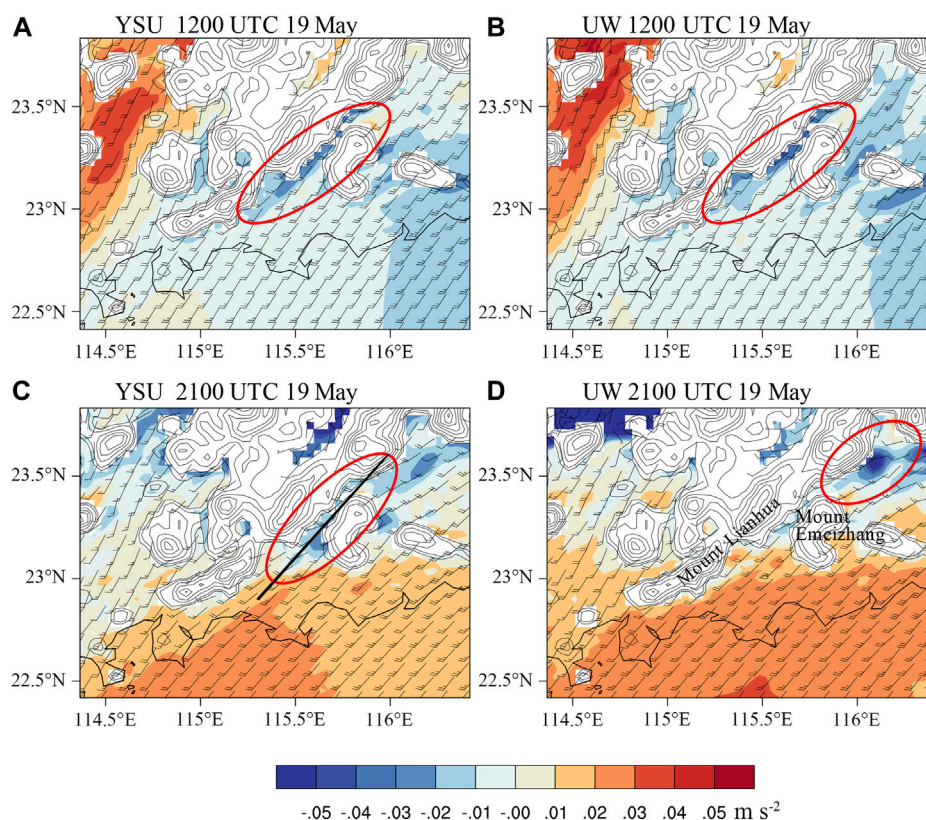 A YSU 1200 UTC 19 May
B UW 1200 UTC 19 May
23.5°N
23°N
22.5°N
114.5°E 115°E 115.5°E 116°E
23.5°N
23°N
22.5°N
114.5°E 115°E 115.5°E 116°E
C YSU 2100 UTC 19 May
D UW 2100 UTC 19 May
23.5°N
23°N
22.5°N
114.5°E 115°E 115.5°E 116°E
23.5°N
23°N
22.5°N
Mount Lianhua
Mount
Emeizhang
114.5°E 115°E 115.5°E 116°E
-.05 -.04 -.03 -.02 -.01 -.00 .01 .02 .03 .04 .05 m s-2